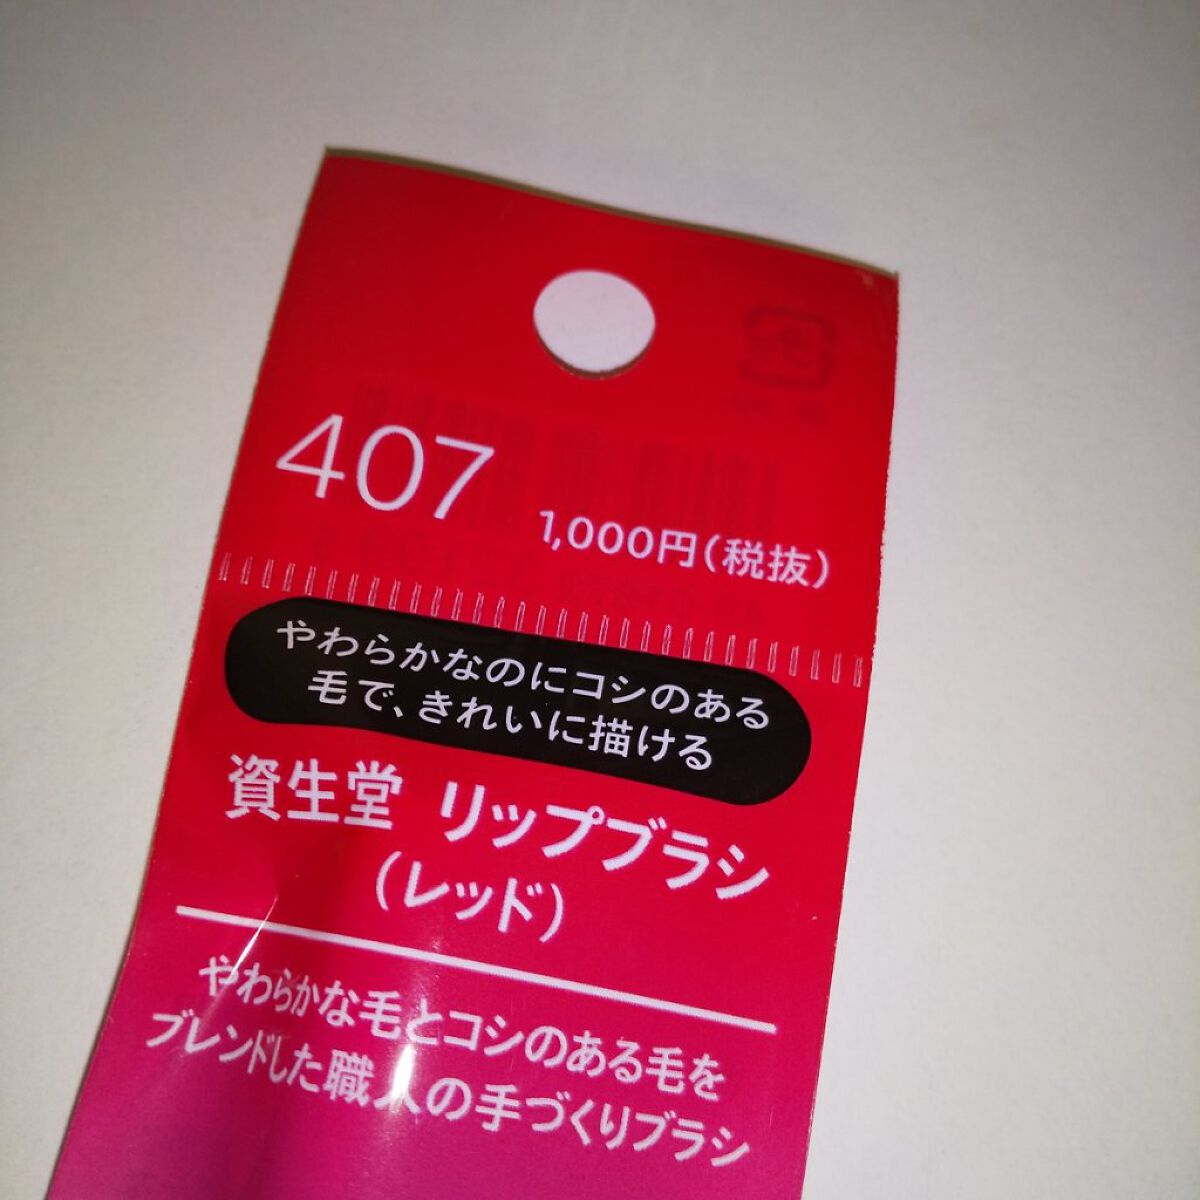 407
1,000円(税抜)
やわらかなのにコシのある
毛で、きれいに描ける
資生堂 リップブラシ
(レッド)
やわらかな毛とコシのある毛を
ブレンドした職人の手づくりブラシ